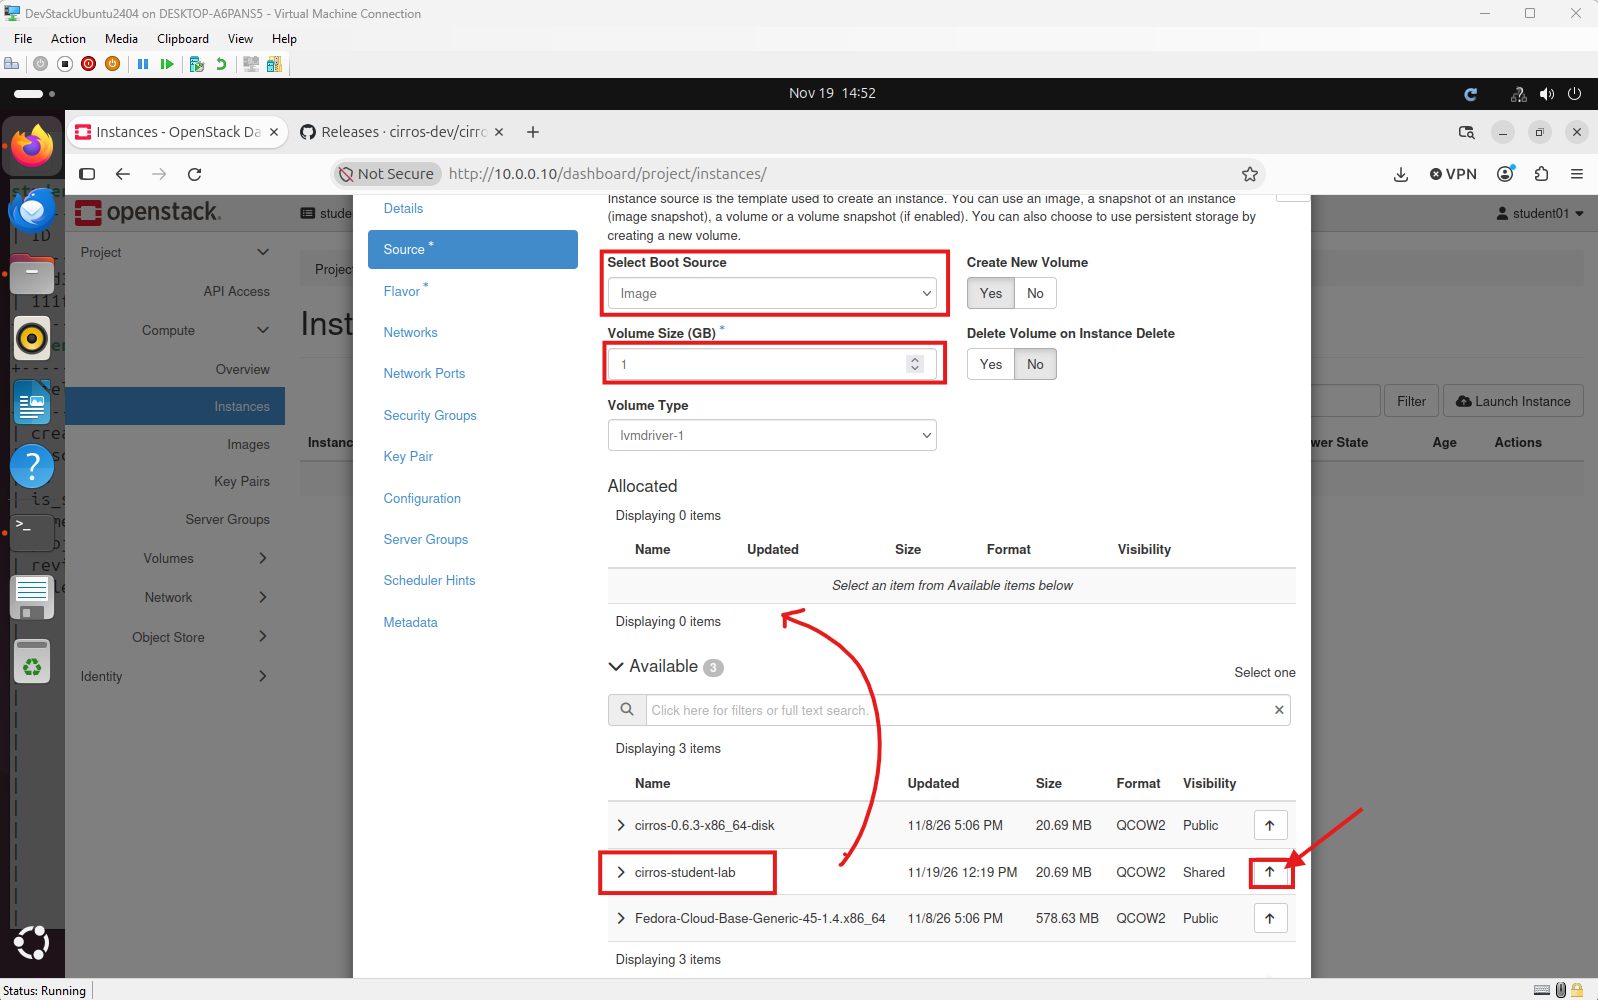 DevStackUbuntu2404 on DESKTOP-A6PANS5 - Virtual Machine Connection
File Action Media Clipboard View Help
Nov 19 14:52
Instances - OpenStack Da
Releases · cirros-dev/cirro
Not Secure http://10.0.0.10/dashboard/project/instances/
VPN
openstack.
student01
Project
API Access
Compute
Overview
Instances
Images
Key Pairs
Server Groups
Volumes
Network
Object Store
Identity
Details
Source *
Flavor *
Networks
Network Ports
Security Groups
Key Pair
Configuration
Server Groups
Scheduler Hints
Metadata
Instance source is the template used to create an instance. You can use an image, a snapshot of an instance
(image snapshot), a volume or a volume snapshot (if enabled). You can also choose to use persistent storage by
creating a new volume.
Select Boot Source
Image
Create New Volume
Yes No
Volume Size (GB) *
1
Delete Volume on Instance Delete
Yes No
Volume Type
lvmdriver-1
Allocated
Displaying 0 items
Name Updated Size Format Visibility
Select an item from Available items below
Displaying 0 items
Available 3
Select one
Click here for filters or full text search.
Displaying 3 items
Name Updated Size Format Visibility
cirros-0.6.3-x86_64-disk 11/8/26 5:06 PM 20.69 MB QCOW2 Public
cirros-student-lab 11/19/26 12:19 PM 20.69 MB QCOW2 Shared
Fedora-Cloud-Base-Generic-45-1.4.x86_64 11/8/26 5:06 PM 578.63 MB QCOW2 Public
Displaying 3 items
Filter
Launch Instance
Age Actions
Status: Running